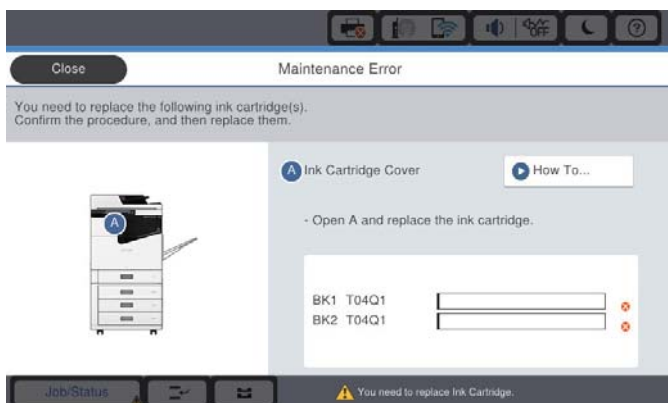 OFF
Close
Maintenance Error
You need to replace the following ink cartridge(s).
Confirm the procedure, and then replace them.
A Ink Cartridge Cover
How To...
A
- Open A and replace the ink cartridge.
BK1 T04Q1
BK2 T04Q1
Job/Status
You need to replace Ink Cartridge.